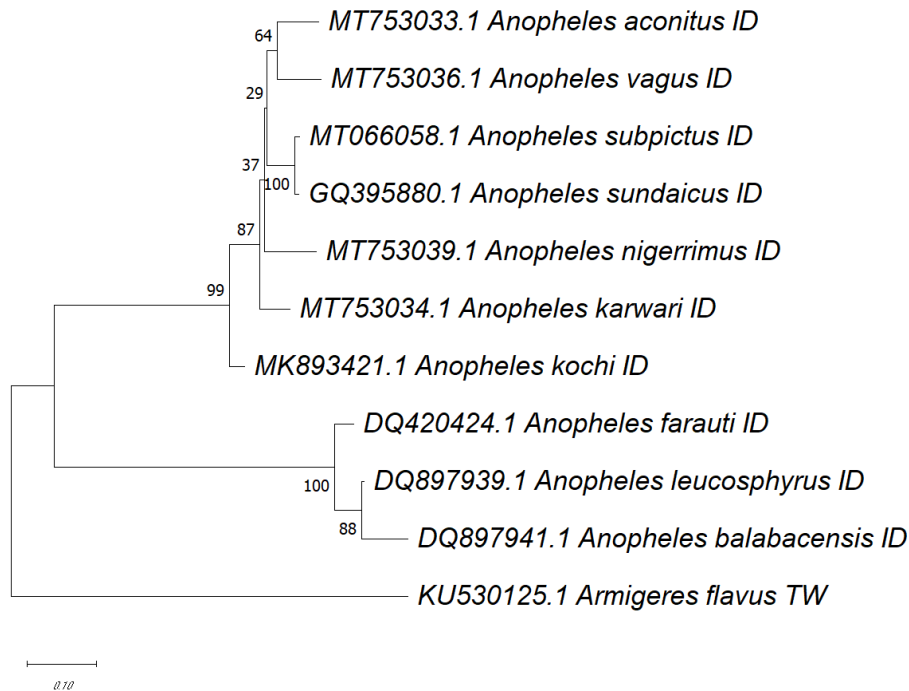 64
MT753033.1 Anopheles aconitus ID
MT753036.1 Anopheles vagus ID
29
MT066058.1 Anopheles subpictus ID
37
100
GQ395880.1 Anopheles sundaicus ID
87
MT753039.1 Anopheles nigerrimus ID
99
MT753034.1 Anopheles karwari ID
MK893421.1 Anopheles kochi ID
DQ420424.1 Anopheles farauti ID
100
DQ897939.1 Anopheles leucosphyrus ID
88
DQ897941.1 Anopheles balabacensis ID
KU530125.1 Armigeres flavus TW
0.10